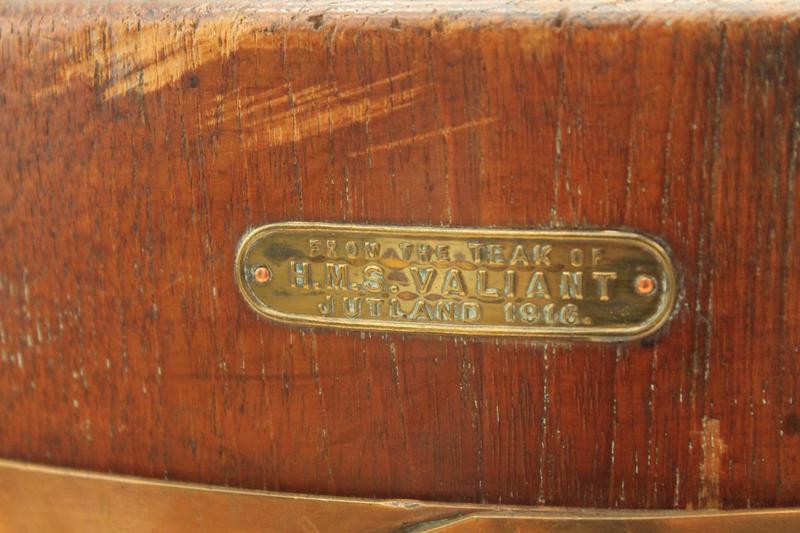 FROM THE TEAK OF
H.M.S. VALIANT
JUTLAND 1916.